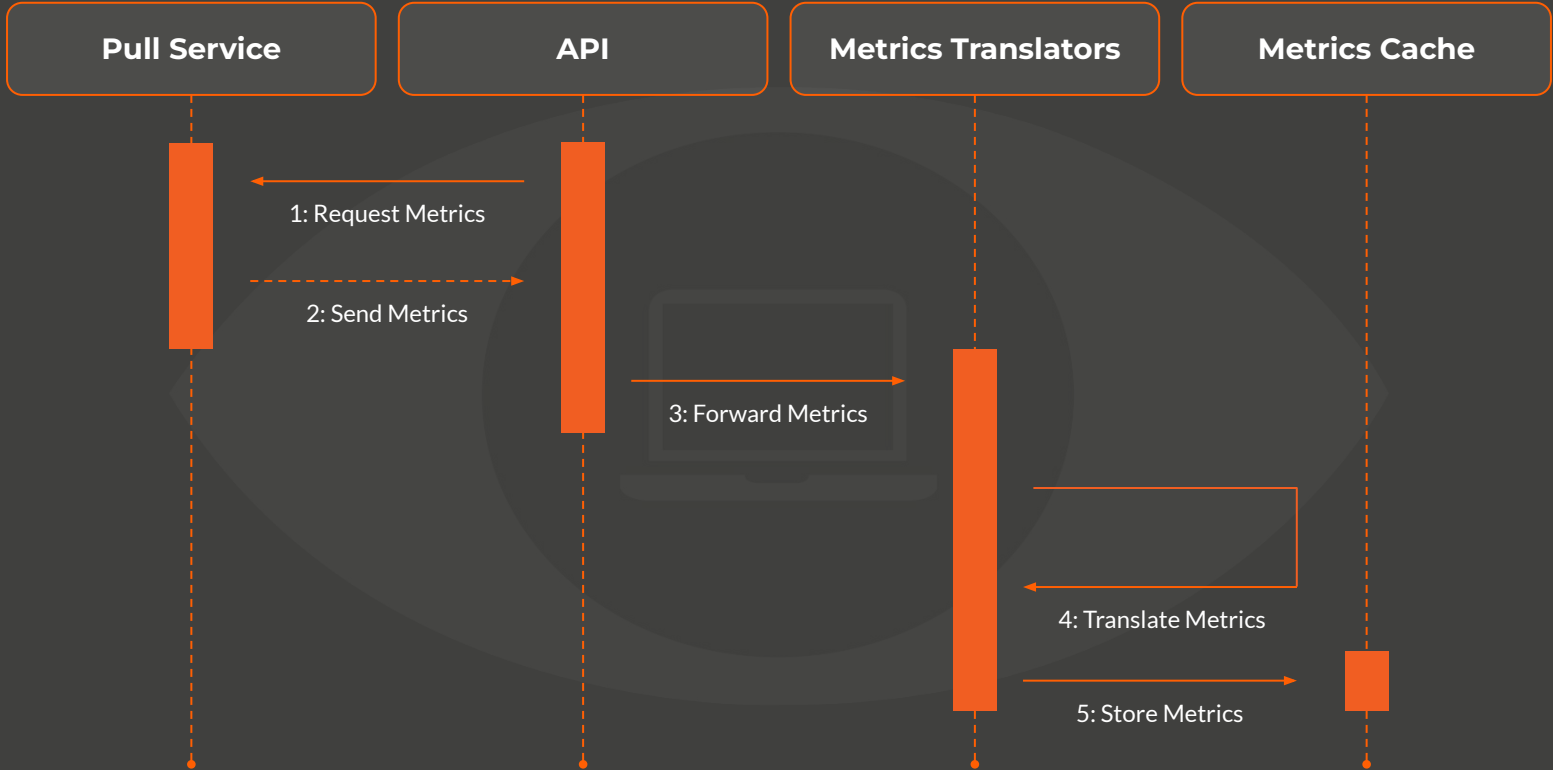 Pull Service
API
Metrics Translators
Metrics Cache
1: Request Metrics
2: Send Metrics
3: Forward Metrics
4: Translate Metrics
5: Store Metrics